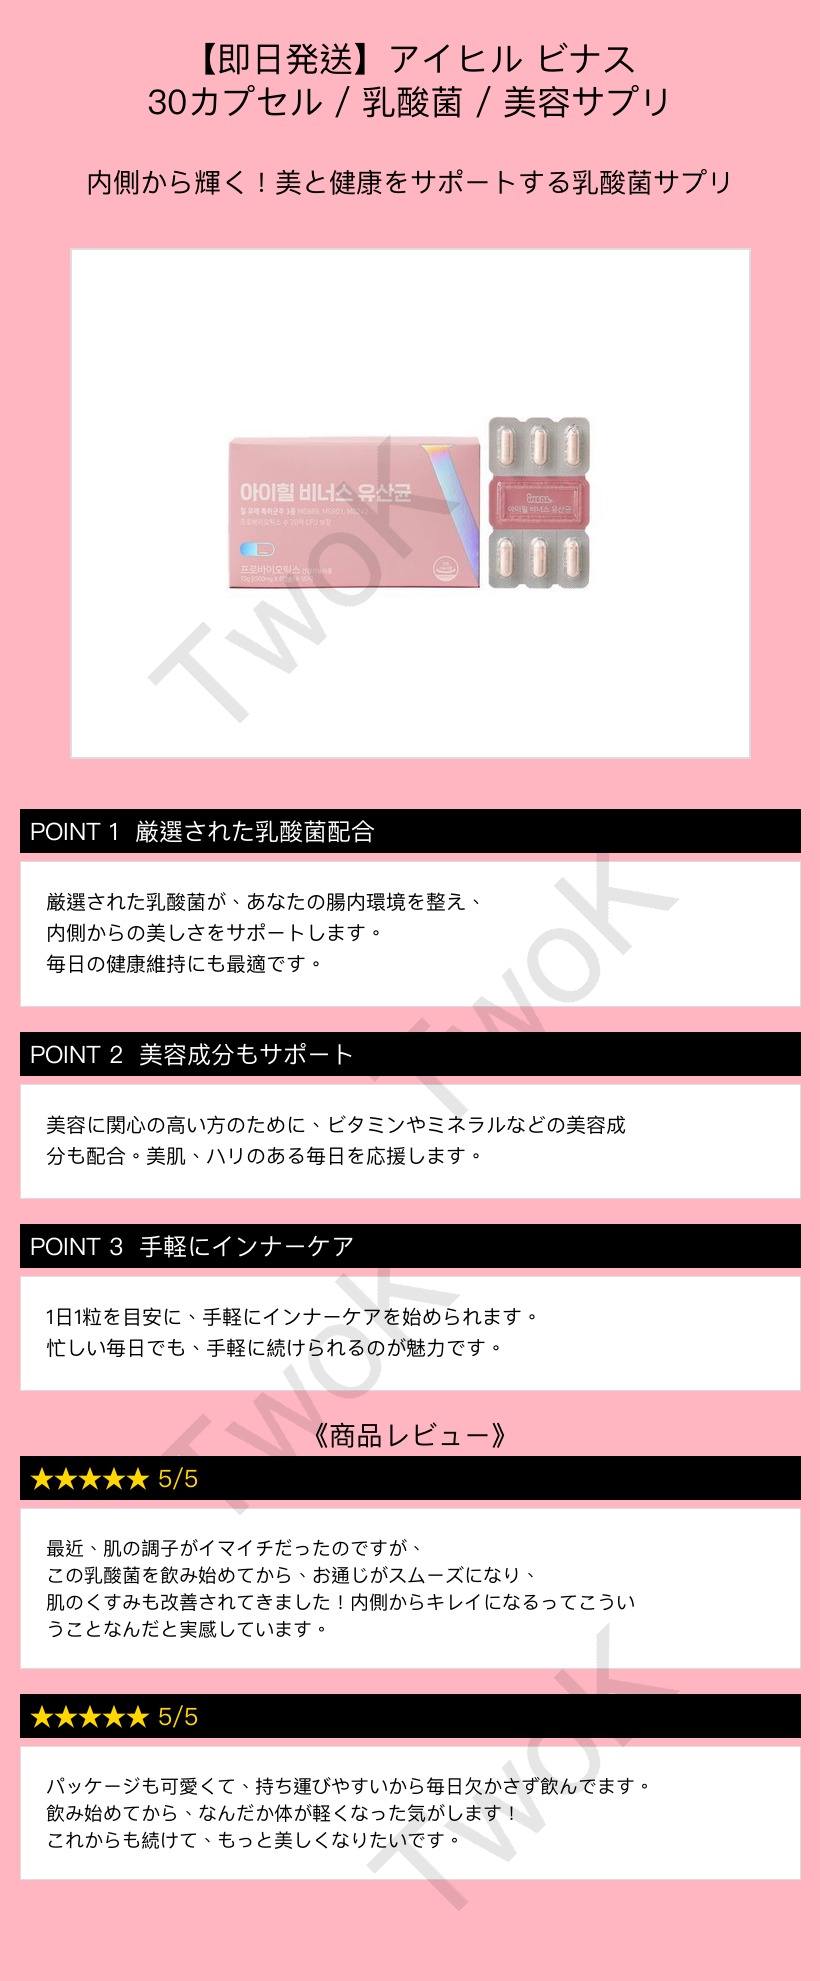 【即日発送】アイヒル ビナス
30カプセル / 乳酸菌 / 美容サプリ
内側から輝く！美と健康をサポートする乳酸菌サプリ
아이힐 비너스 유산균
프로바이오틱스
아이힐 비너스 유산균
TwoK
POINT 1 厳選された乳酸菌配合
厳選された乳酸菌が、あなたの腸内環境を整え、
内側からの美しさをサポートします。
毎日の健康維持にも最適です。
TwoK
POINT 2 美容成分もサポート
美容に関心の高い方のために、ビタミンやミネラルなどの美容成
分も配合。美肌、ハリのある毎日を応援します。
POINT 3 手軽にインナーケア
1日1粒を目安に、手軽にインナーケアを始められます。
忙しい毎日でも、手軽に続けられるのが魅力です。
TwoK
《商品レビュー》
★★★★★ 5/5
最近、肌の調子がイマイチだったのですが、
この乳酸菌を飲み始めてから、お通じがスムーズになり、
肌のくすみも改善されてきました！内側からキレイになるってこうい
うことなんだと実感しています。
★★★★★ 5/5
パッケージも可愛くて、持ち運びやすいから毎日欠かさず飲んでます。
飲み始めてから、なんだか体が軽くなった気がします！
これからも続けて、もっと美しくなりたいです。
TwoK